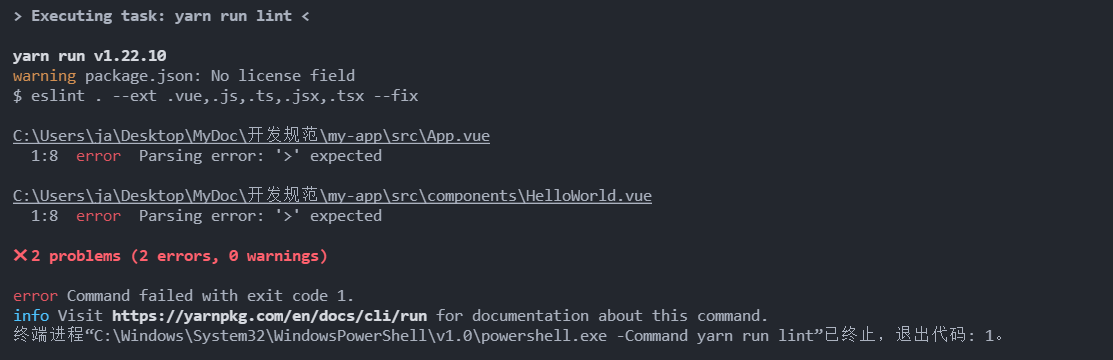 > Executing task: yarn run lint <
yarn run v1.22.10
warning package.json: No license field
$ eslint . --ext .vue,.js,.ts,.jsx,.tsx --fix
C:\Users\ja\Desktop\MyDoc\开发规范\my-app\src\App.vue
1:8 error Parsing error: '>' expected
C:\Users\ja\Desktop\MyDoc\开发规范\my-app\src\components\HelloWorld.vue
1:8 error Parsing error: '>' expected
❌2 problems (2 errors, 0 warnings)
error Command failed with exit code 1.
info Visit https://yarnpkg.com/en/docs/cli/run for documentation about this command.
终端进程“C:\Windows\System32\WindowsPowerShell\v1.0\powershell.exe -Command yarn run lint”已终止，退出代码: 1。